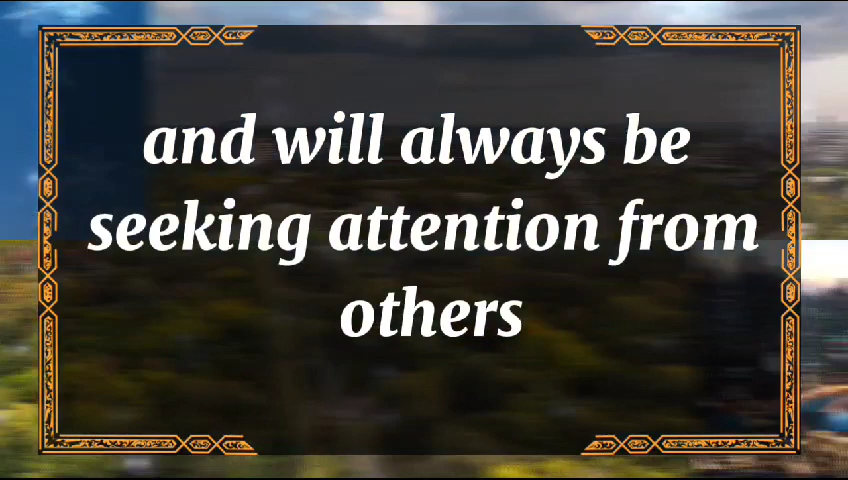 and will always be
seeking attention from
others